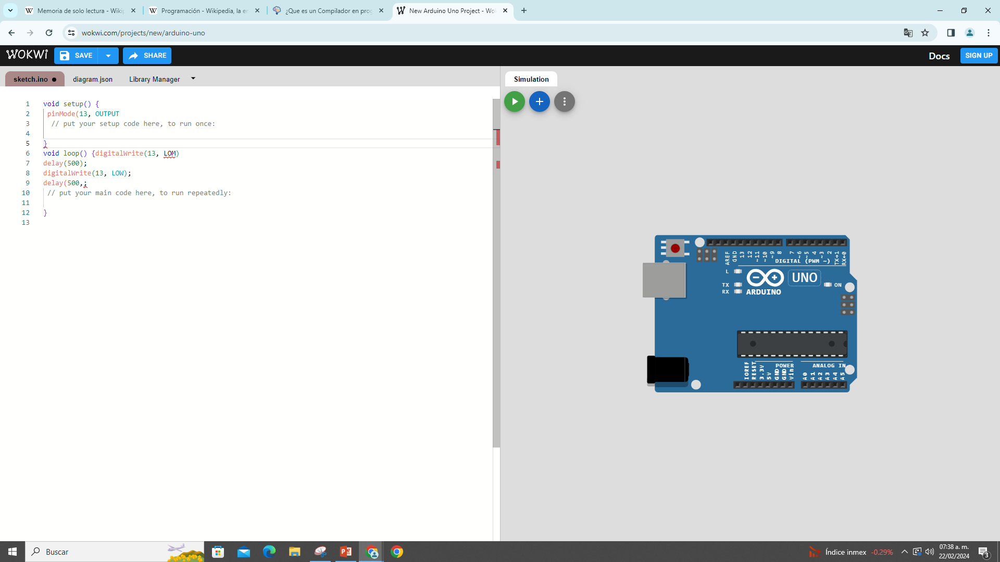 Memoria de solo lectura - Wikip
Programación - Wikipedia, la en
¿Que es un Compilador en prog
New Arduino Uno Project - Wok
wokwi.com/projects/new/arduino-uno
WOKWi
SAVE
SHARE
Docs
SIGN UP
sketch.ino ●
diagram.json
Library Manager
Simulation
1 void setup() {
2 pinMode(13, OUTPUT
3 // put your setup code here, to run once:
4
5 }
6 void loop() {digitalWrite(13, LOM)
7 delay(500);
8 digitalWrite(13, LOW);
9 delay(500,;
10 // put your main code here, to run repeatedly:
11
12 }
13
AREF
GND
13
12
~11
~10
~9
8
7
~6
~5
4
~3
2
TX→1
RX←0
DIGITAL (PWM ~)
L
TX
RX
UNO
ARDUINO
ON
IOREF
RESET
3.3V
5V
GND
GND
Vin
POWER
ANALOG IN
A0
A1
A2
A3
A4
A5
Buscar
Índice inmex -0.29%
07:38 a. m.
22/02/2024
3